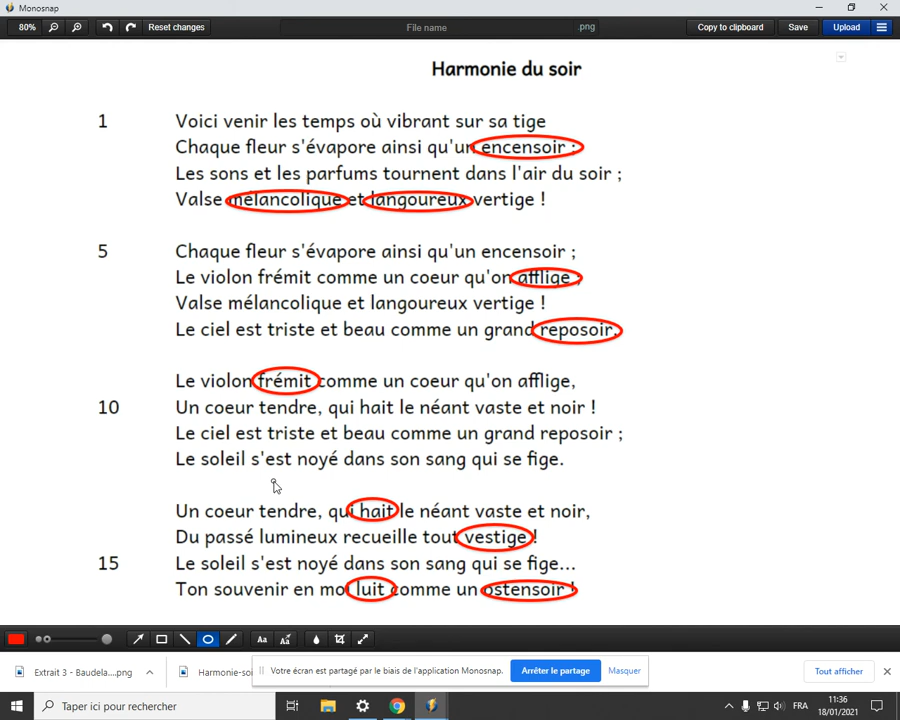 Monosnap
80%
Reset changes
File name
.png
Copy to clipboard
Save
Upload
Harmonie du soir
1 Voici venir les temps où vibrant sur sa tige
Chaque fleur s'évapore ainsi qu'un encensoir ;
Les sons et les parfums tournent dans l'air du soir ;
Valse mélancolique et langoureux vertige !
5 Chaque fleur s'évapore ainsi qu'un encensoir ;
Le violon frémit comme un coeur qu'on afflige ;
Valse mélancolique et langoureux vertige !
Le ciel est triste et beau comme un grand reposoir.
Le violon frémit comme un coeur qu'on afflige,
10 Un coeur tendre, qui hait le néant vaste et noir !
Le ciel est triste et beau comme un grand reposoir ;
Le soleil s'est noyé dans son sang qui se fige.
Un coeur tendre, qui hait le néant vaste et noir,
Du passé lumineux recueille tout vestige !
15 Le soleil s'est noyé dans son sang qui se fige...
Ton souvenir en moi luit comme un ostensoir !
Aa
Aa
Extrait 3 - Baudela....png
Harmonie-soi
Votre écran est partagé par le biais de l'application Monosnap.
Arrêter le partage
Masquer
Tout afficher
Taper ici pour rechercher
FRA
11:36
18/01/2021